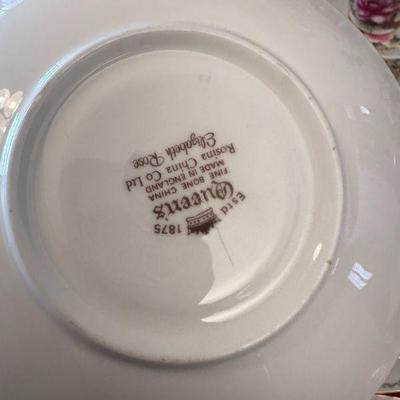 Estd 1875
Queen's
FINE BONE CHINA
MADE IN ENGLAND
Rosina China Co Ltd
Elizabeth Rose